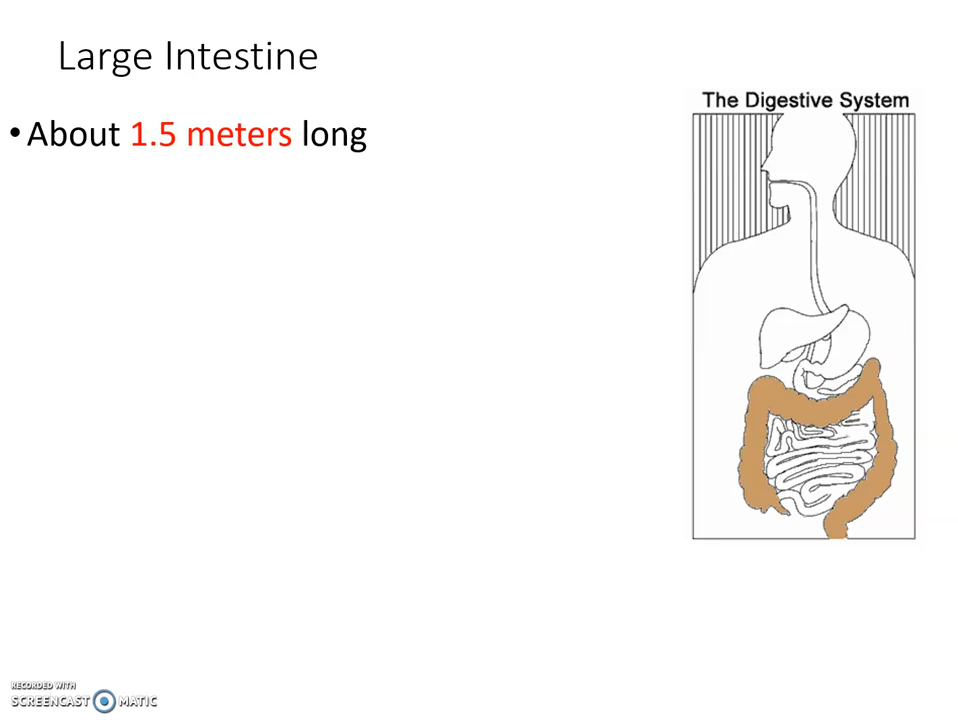 Large Intestine
•About 1.5 meters long
The Digestive System
RECORDED WITH
SCREENCAST MATIC